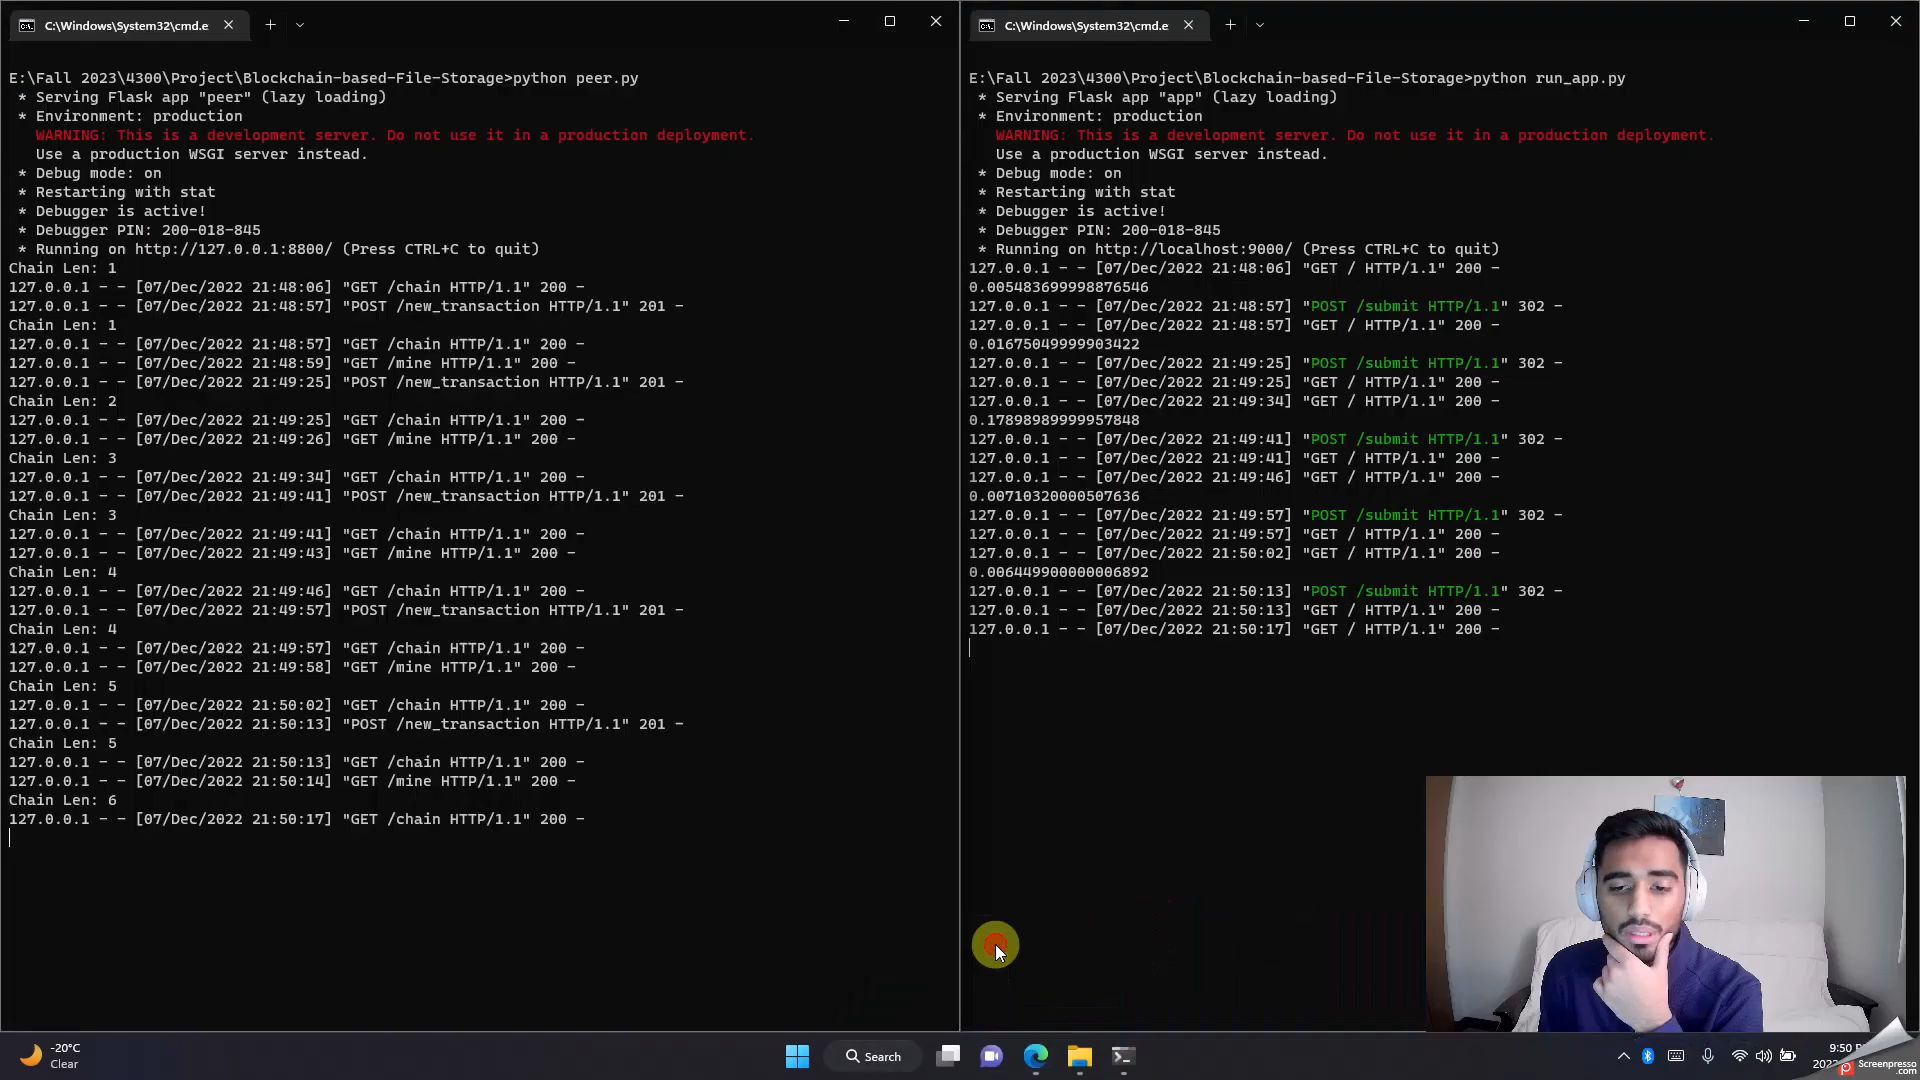 C:\Windows\System32\cmd.e
E:\Fall 2023\4300\Project\Blockchain-based-File-Storage>python peer.py
* Serving Flask app "peer" (lazy loading)
* Environment: production
WARNING: This is a development server. Do not use it in a production deployment.
Use a production WSGI server instead.
* Debug mode: on
* Restarting with stat
* Debugger is active!
* Debugger PIN: 200-018-845
* Running on http://127.0.0.1:8800/ (Press CTRL+C to quit)
Chain Len: 1
127.0.0.1 - - [07/Dec/2022 21:48:06] "GET /chain HTTP/1.1" 200 -
127.0.0.1 - - [07/Dec/2022 21:48:57] "POST /new_transaction HTTP/1.1" 201 -
Chain Len: 1
127.0.0.1 - - [07/Dec/2022 21:48:57] "GET /chain HTTP/1.1" 200 -
127.0.0.1 - - [07/Dec/2022 21:48:59] "GET /mine HTTP/1.1" 200 -
127.0.0.1 - - [07/Dec/2022 21:49:25] "POST /new_transaction HTTP/1.1" 201 -
Chain Len: 2
127.0.0.1 - - [07/Dec/2022 21:49:25] "GET /chain HTTP/1.1" 200 -
127.0.0.1 - - [07/Dec/2022 21:49:26] "GET /mine HTTP/1.1" 200 -
Chain Len: 3
127.0.0.1 - - [07/Dec/2022 21:49:34] "GET /chain HTTP/1.1" 200 -
127.0.0.1 - - [07/Dec/2022 21:49:41] "POST /new_transaction HTTP/1.1" 201 -
Chain Len: 3
127.0.0.1 - - [07/Dec/2022 21:49:41] "GET /chain HTTP/1.1" 200 -
127.0.0.1 - - [07/Dec/2022 21:49:43] "GET /mine HTTP/1.1" 200 -
Chain Len: 4
127.0.0.1 - - [07/Dec/2022 21:49:46] "GET /chain HTTP/1.1" 200 -
127.0.0.1 - - [07/Dec/2022 21:49:57] "POST /new_transaction HTTP/1.1" 201 -
Chain Len: 4
127.0.0.1 - - [07/Dec/2022 21:49:57] "GET /chain HTTP/1.1" 200 -
127.0.0.1 - - [07/Dec/2022 21:49:58] "GET /mine HTTP/1.1" 200 -
Chain Len: 5
127.0.0.1 - - [07/Dec/2022 21:50:02] "GET /chain HTTP/1.1" 200 -
127.0.0.1 - - [07/Dec/2022 21:50:13] "POST /new_transaction HTTP/1.1" 201 -
Chain Len: 5
127.0.0.1 - - [07/Dec/2022 21:50:13] "GET /chain HTTP/1.1" 200 -
127.0.0.1 - - [07/Dec/2022 21:50:14] "GET /mine HTTP/1.1" 200 -
Chain Len: 6
127.0.0.1 - - [07/Dec/2022 21:50:17] "GET /chain HTTP/1.1" 200 -
C:\Windows\System32\cmd.e
E:\Fall 2023\4300\Project\Blockchain-based-File-Storage>python run_app.py
* Serving Flask app "app" (lazy loading)
* Environment: production
WARNING: This is a development server. Do not use it in a production deployment.
Use a production WSGI server instead.
* Debug mode: on
* Restarting with stat
* Debugger is active!
* Debugger PIN: 200-018-845
* Running on http://localhost:9000/ (Press CTRL+C to quit)
127.0.0.1 - - [07/Dec/2022 21:48:06] "GET / HTTP/1.1" 200 -
0.005483699998876546
127.0.0.1 - - [07/Dec/2022 21:48:57] "POST /submit HTTP/1.1" 302 -
127.0.0.1 - - [07/Dec/2022 21:48:57] "GET / HTTP/1.1" 200 -
0.01675049999903422
127.0.0.1 - - [07/Dec/2022 21:49:25] "POST /submit HTTP/1.1" 302 -
127.0.0.1 - - [07/Dec/2022 21:49:25] "GET / HTTP/1.1" 200 -
127.0.0.1 - - [07/Dec/2022 21:49:34] "GET / HTTP/1.1" 200 -
0.17898989999957848
127.0.0.1 - - [07/Dec/2022 21:49:41] "POST /submit HTTP/1.1" 302 -
127.0.0.1 - - [07/Dec/2022 21:49:41] "GET / HTTP/1.1" 200 -
127.0.0.1 - - [07/Dec/2022 21:49:46] "GET / HTTP/1.1" 200 -
0.00710320000507636
127.0.0.1 - - [07/Dec/2022 21:49:57] "POST /submit HTTP/1.1" 302 -
127.0.0.1 - - [07/Dec/2022 21:49:57] "GET / HTTP/1.1" 200 -
127.0.0.1 - - [07/Dec/2022 21:50:02] "GET / HTTP/1.1" 200 -
0.006449900000006892
127.0.0.1 - - [07/Dec/2022 21:50:13] "POST /submit HTTP/1.1" 302 -
127.0.0.1 - - [07/Dec/2022 21:50:13] "GET / HTTP/1.1" 200 -
127.0.0.1 - - [07/Dec/2022 21:50:17] "GET / HTTP/1.1" 200 -
-20°C
Clear
Search
9:50
Screenpresso
.com